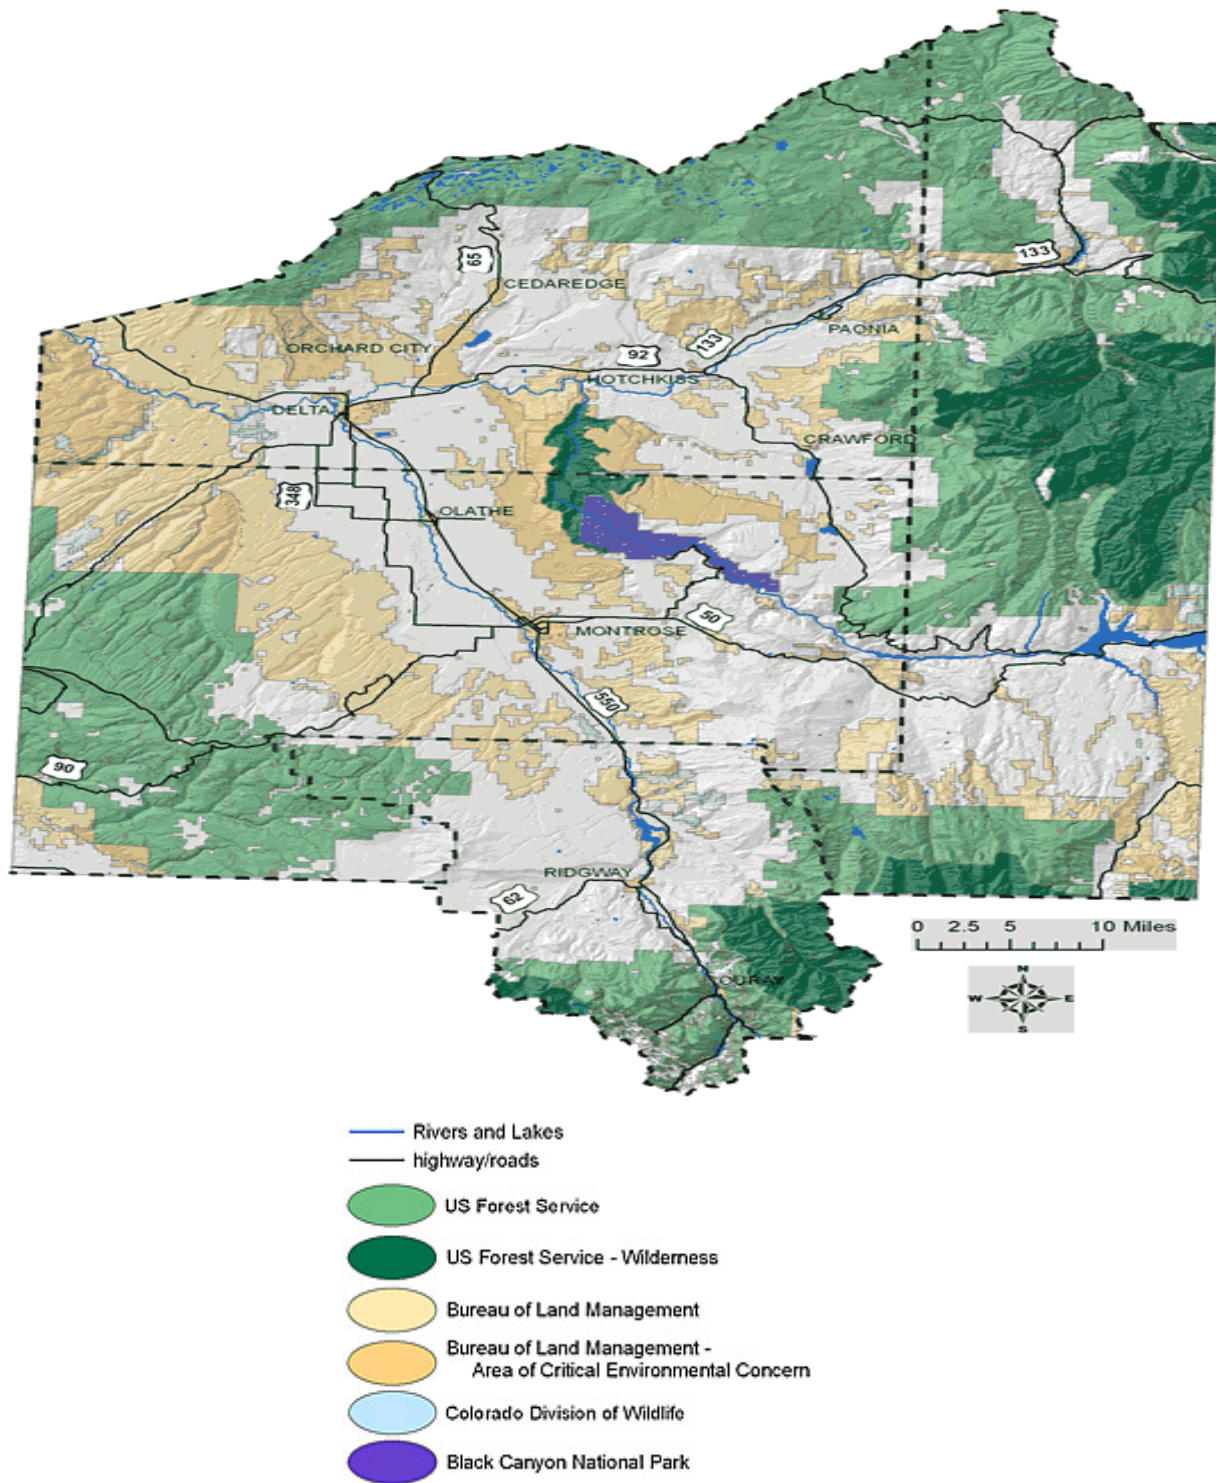 133
65
CEDAREDGE
PAONIA
133
ORCHARD CITY
92
HOTCHKISS
DELTA
CRAWFORD
348
OLATHE
MONTROSE
50
550
90
RIDGWAY
62
0 2.5 5 10 Miles
OURAY
N
W E
S
Rivers and Lakes
highway/roads
US Forest Service
US Forest Service - Wilderness
Bureau of Land Management
Bureau of Land Management -
Area of Critical Environmental Concern
Colorado Division of Wildlife
Black Canyon National Park